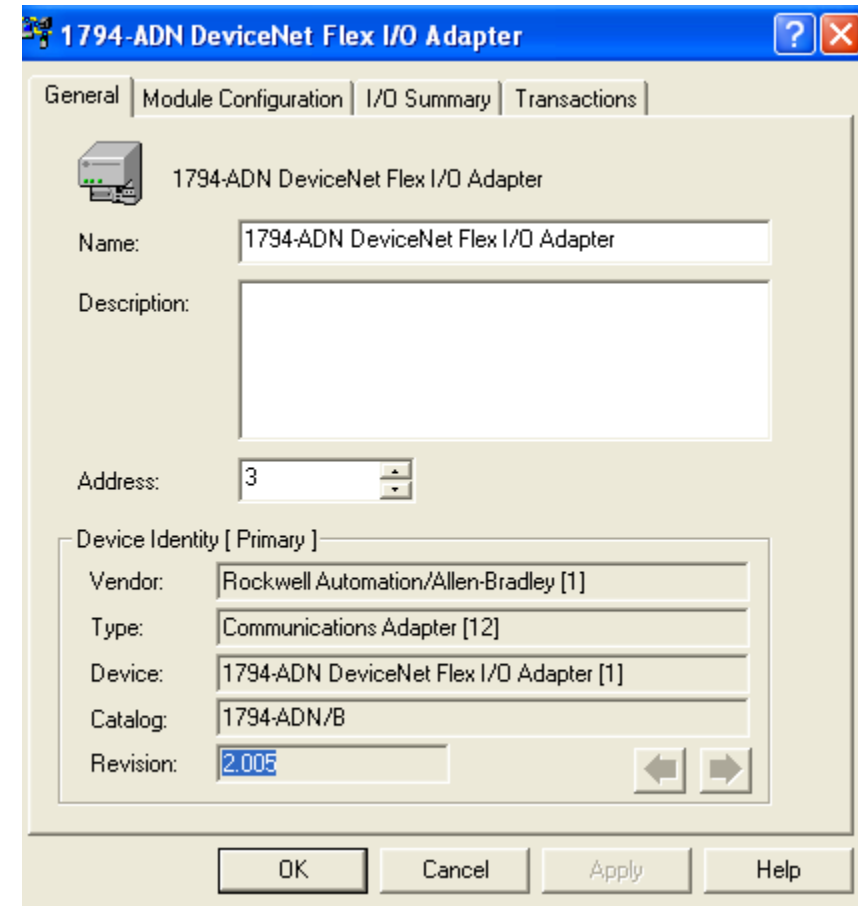 1794-ADN DeviceNet Flex I/O Adapter
General Module Configuration I/O Summary Transactions
1794-ADN DeviceNet Flex I/O Adapter
Name: 1794-ADN DeviceNet Flex I/O Adapter
Description:
Address: 3
Device Identity [ Primary ]
Vendor: Rockwell Automation/Allen-Bradley [1]
Type: Communications Adapter [12]
Device: 1794-ADN DeviceNet Flex I/O Adapter [1]
Catalog: 1794-ADN/B
Revision: 2.005
OK Cancel Apply Help